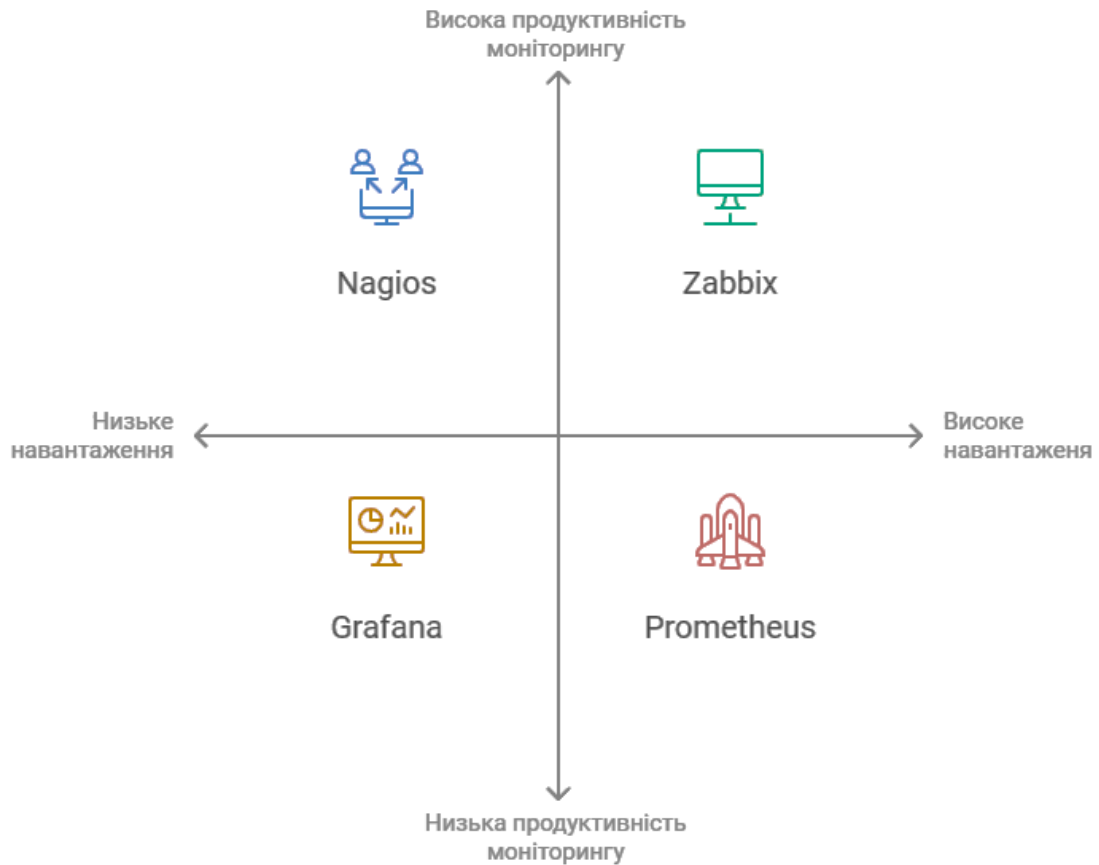 Висока продуктивність
моніторингу
Nagios
Zabbix
Низьке
навантаження
Високе
навантаженя
Grafana
Prometheus
Низька продуктивність
моніторингу